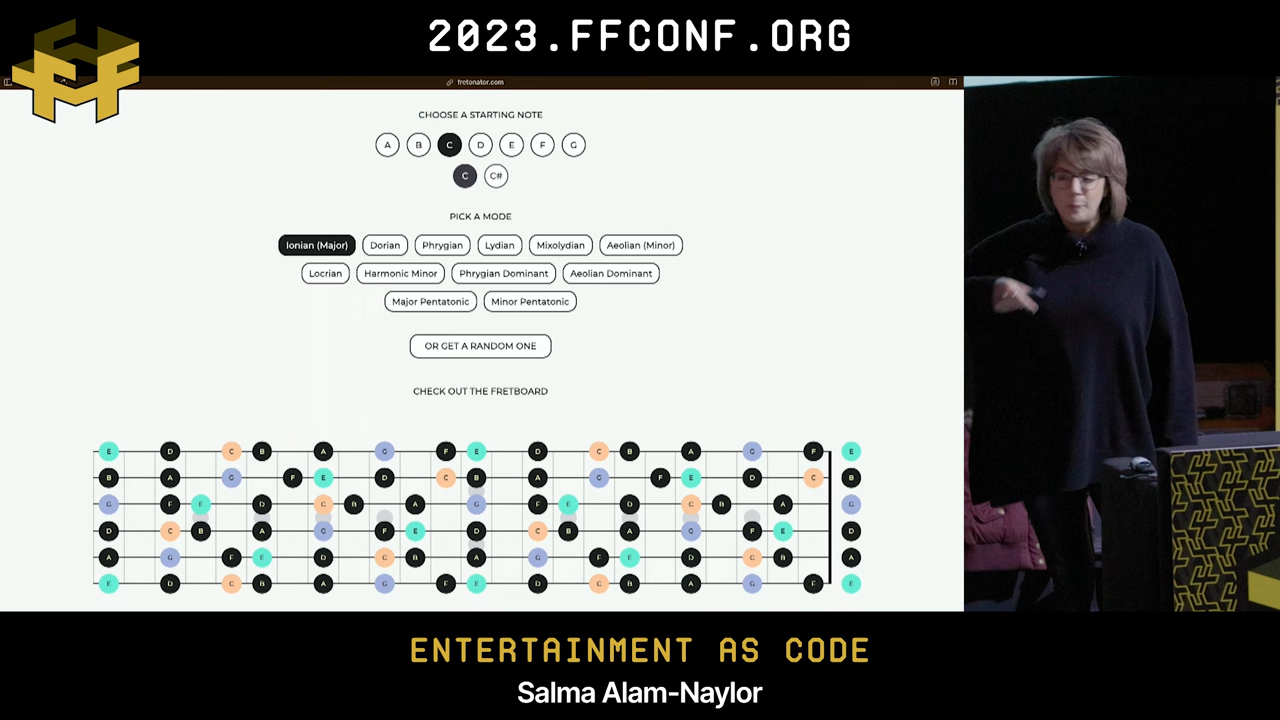 2023.FFCONF.ORG
fretonator.com
CHOOSE A STARTING NOTE
A B C D E F G
C C#
PICK A MODE
Ionian (Major) Dorian Phrygian Lydian Mixolydian Aeolian (Minor)
Locrian Harmonic Minor Phrygian Dominant Aeolian Dominant
Major Pentatonic Minor Pentatonic
OR GET A RANDOM ONE
CHECK OUT THE FRETBOARD
E D C B A G F E D C B A G F E
B A G F E D C B A G F E D C B
G F E D C B A G F E D C B A G
D C B A G F E D C B A G F E D
A G F E D C B A G F E D C B A
E D C B A G F E D C B A G F E
ENTERTAINMENT AS CODE
Salma Alam-Naylor